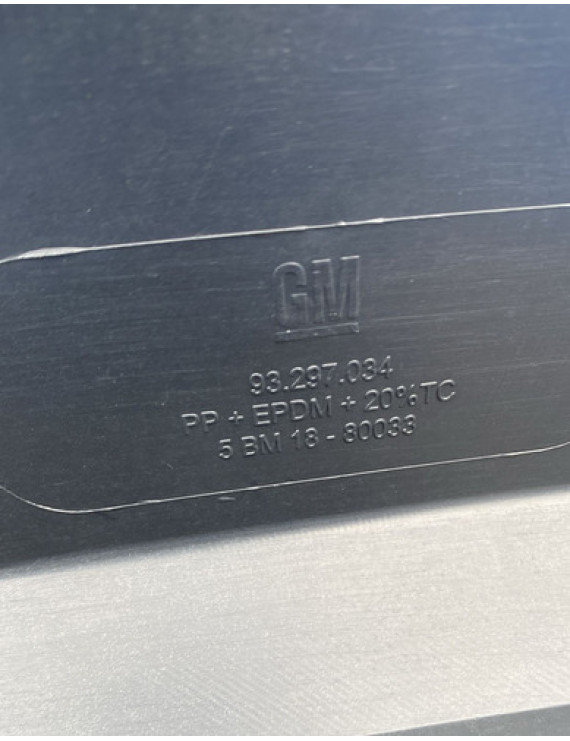 GM
93.297.034
PP + EPDM + 20%TC
5 BM 18 - 80033